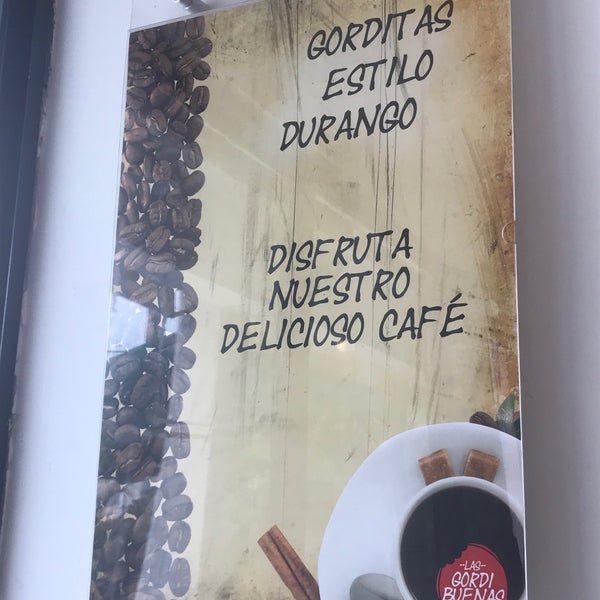 GORDITAS
ESTILO
DURANGO
DISFRUTA
NUESTRO
DELICIOSO CAFÉ
-LAS-
GORDI
BUENAS